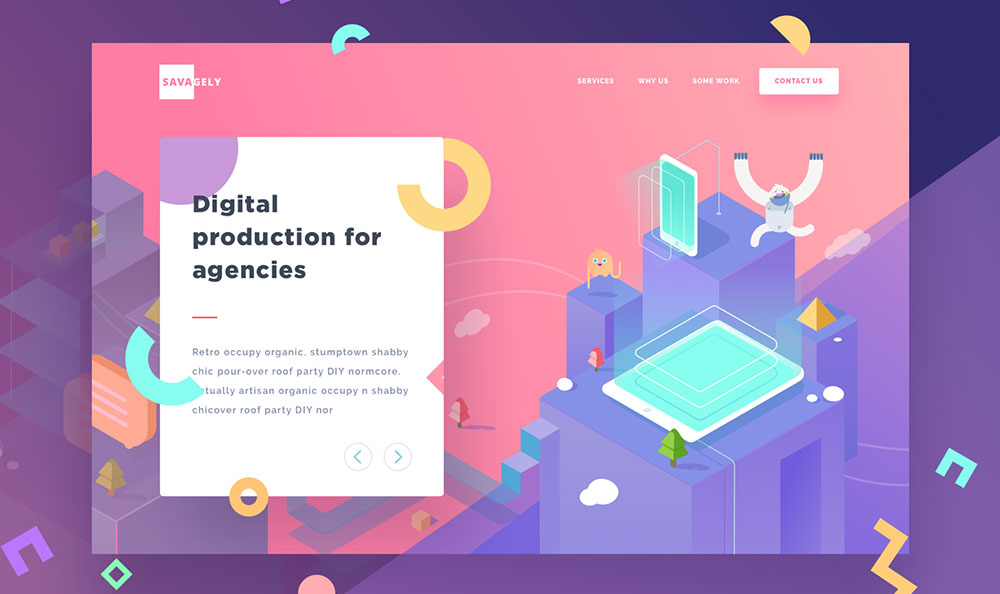 SAVAGELY
SERVICES WHY US SOME WORK CONTACT US
Digital
production for
agencies
Retro occupy organic, stumptown shabby
chic pour-over roof party DIY normcore.
tually artisan organic occupy n shabby
chicover roof party DIY nor